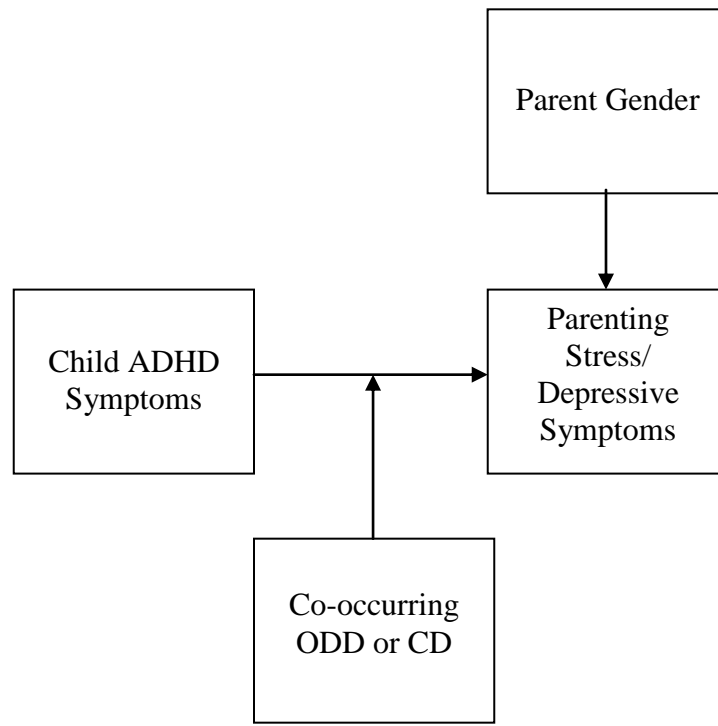 Parent Gender
Child ADHD
Symptoms
Parenting
Stress/
Depressive
Symptoms
Co-occurring
ODD or CD